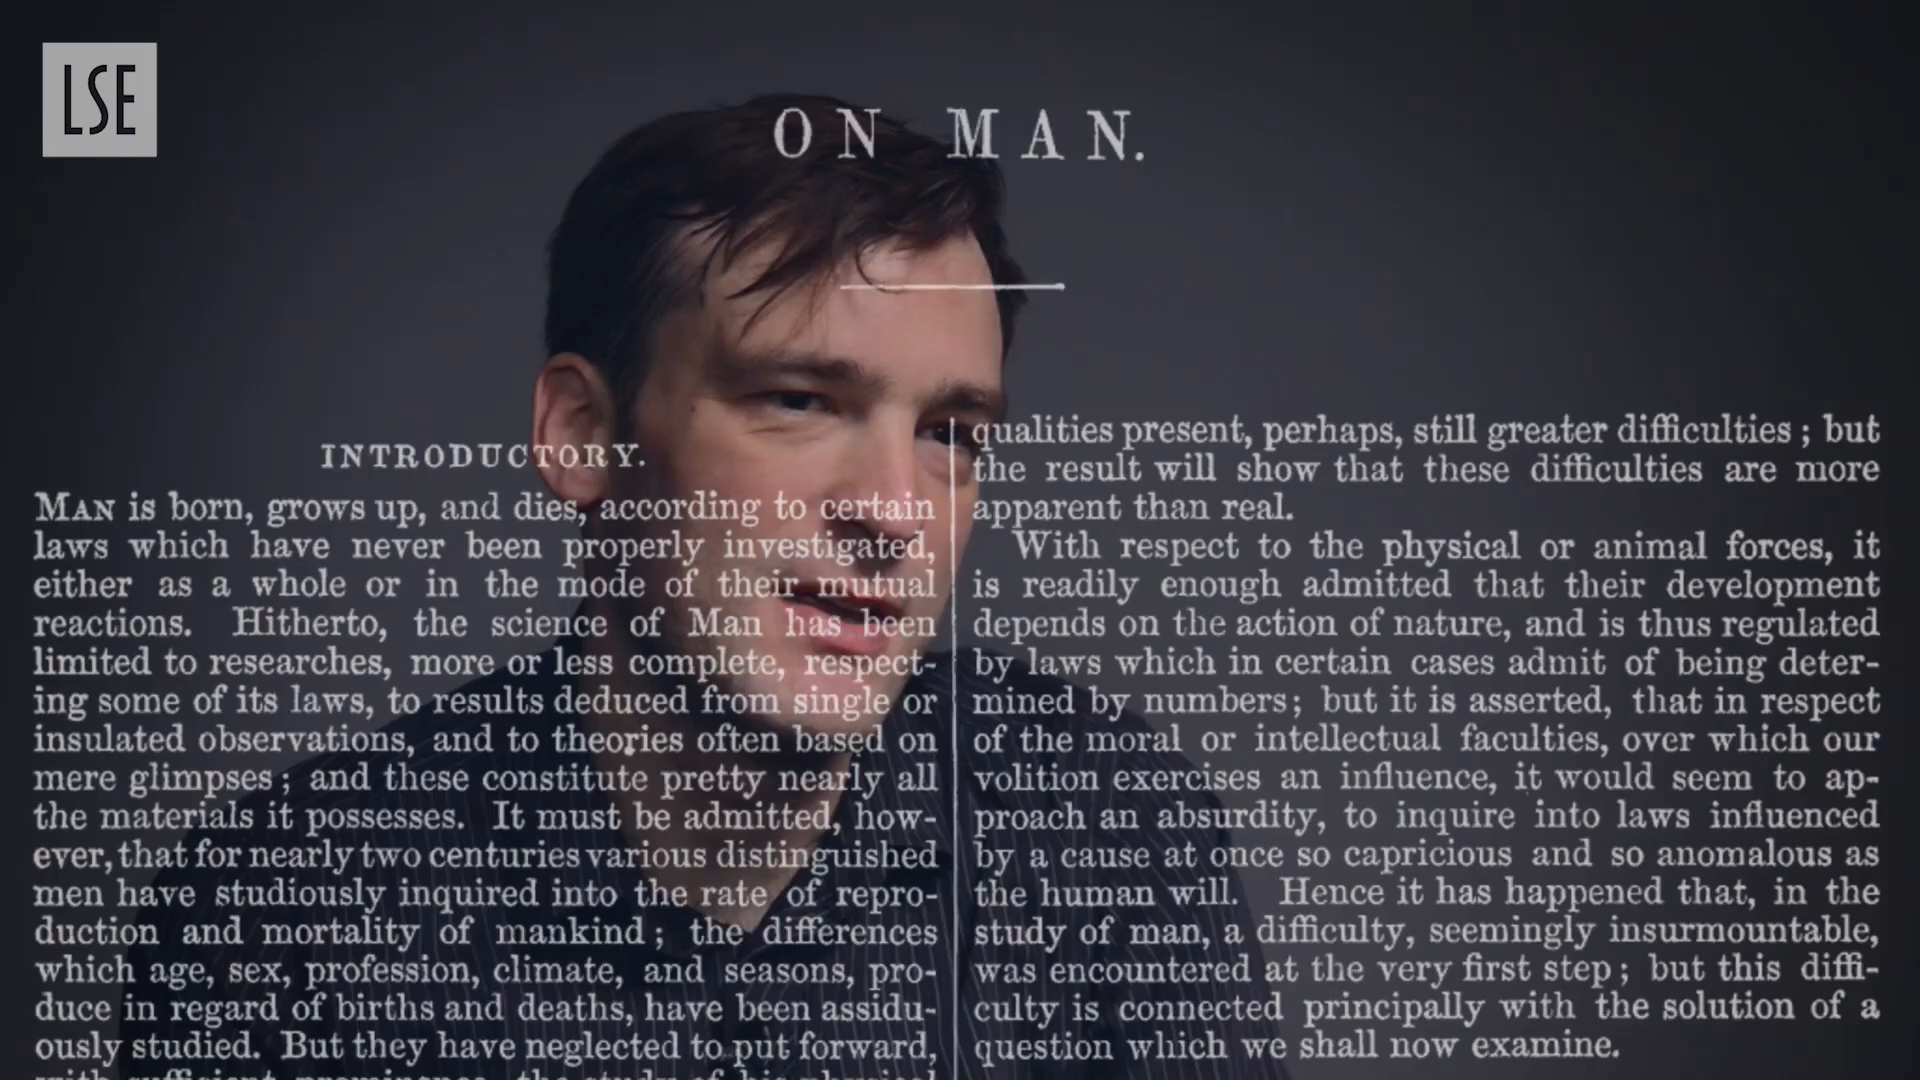 LSE
ON MAN.
INTRODUCTORY.
MAN is born, grows up, and dies, according to certain
laws which have never been properly investigated,
either as a whole or in the mode of their mutual
reactions. Hitherto, the science of Man has been
limited to researches, more or less complete, respect-
ing some of its laws, to results deduced from single or
insulated observations, and to theories often based on
mere glimpses; and these constitute pretty nearly all
the materials it possesses. It must be admitted, how-
ever, that for nearly two centuries various distinguished
men have studiously inquired into the rate of repro-
duction and mortality of mankind; the differences
which age, sex, profession, climate, and seasons, pro-
duce in regard of births and deaths, have been assidu-
ously studied. But they have neglected to put forward,
qualities present, perhaps, still greater difficulties; but
the result will show that these difficulties are more
apparent than real.
With respect to the physical or animal forces, it
is readily enough admitted that their development
depends on the action of nature, and is thus regulated
by laws which in certain cases admit of being deter-
mined by numbers; but it is asserted, that in respect
of the moral or intellectual faculties, over which our
volition exercises an influence, it would seem to ap-
proach an absurdity, to inquire into laws influenced
by a cause at once so capricious and so anomalous as
the human will. Hence it has happened that, in the
study of man, a difficulty, seemingly insurmountable,
was encountered at the very first step; but this diffi-
culty is connected principally with the solution of a
question which we shall now examine.